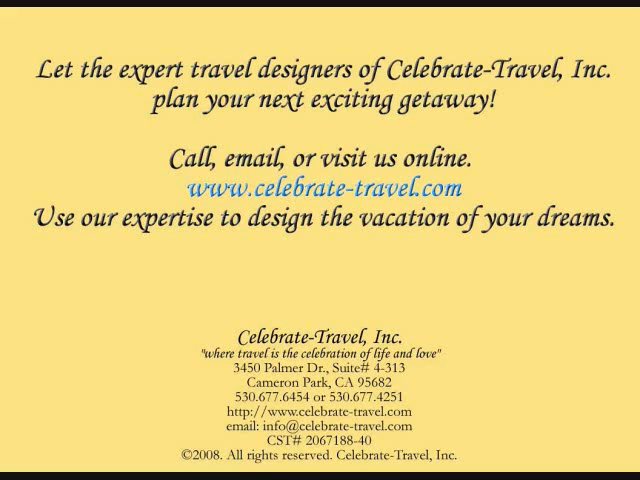 Let the expert travel designers of Celebrate-Travel, Inc.
plan your next exciting getaway!
Call, email, or visit us online.
www.celebrate-travel.com
Use our expertise to design the vacation of your dreams.
Celebrate-Travel, Inc.
"where travel is the celebration of life and love"
3450 Palmer Dr., Suite# 4-313
Cameron Park, CA 95682
530.677.6454 or 530.677.4251
http://www.celebrate-travel.com
email: info@celebrate-travel.com
CST# 2067188-40
©2008. All rights reserved. Celebrate-Travel, Inc.